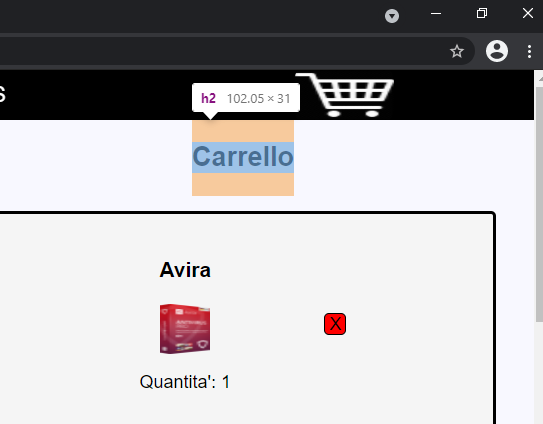 S
h2 102.05 × 31
Carrello
Avira
X
Quantita': 1